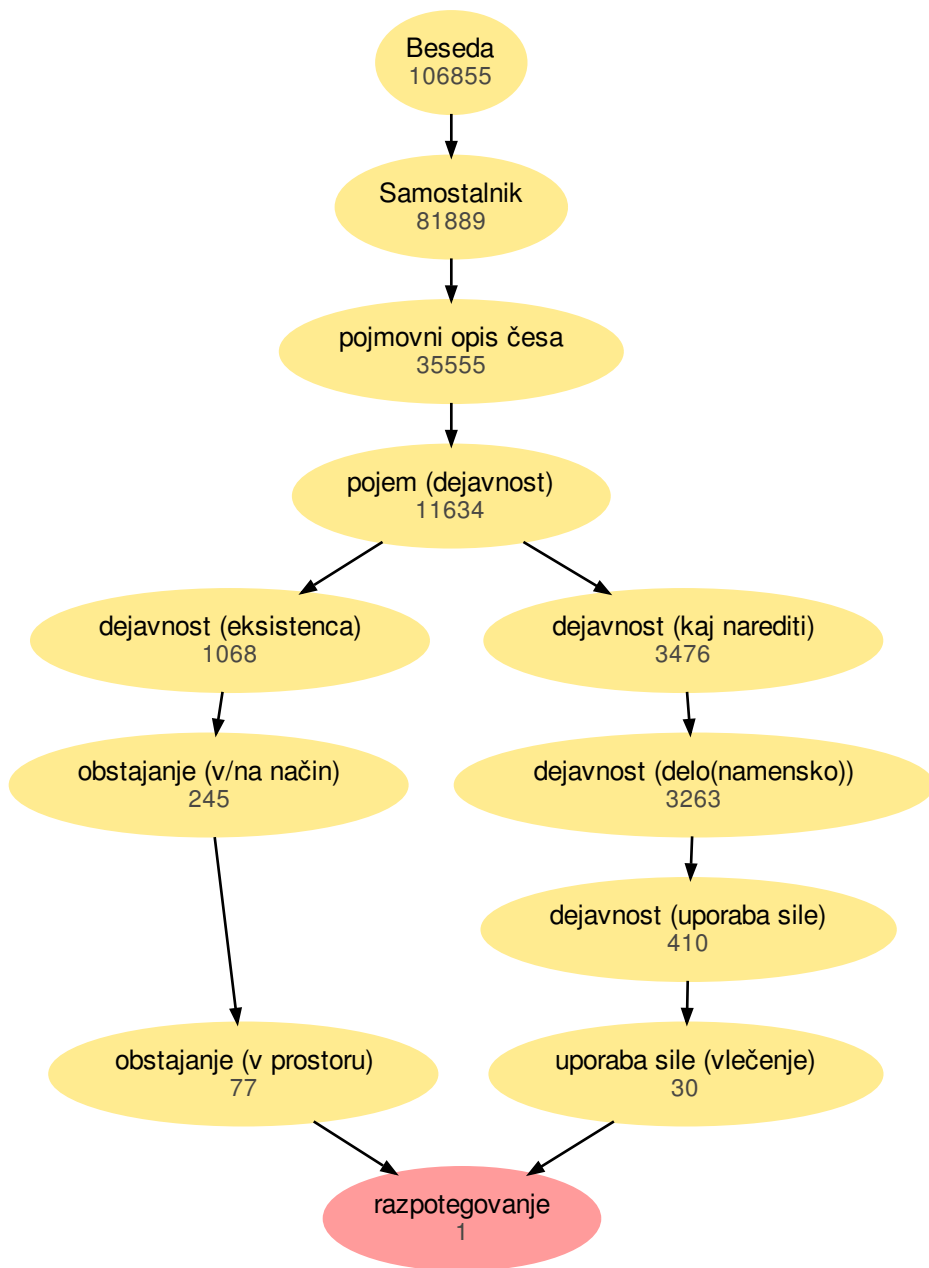 Beseda
106855
Samostalnik
81889
pojmovni opis česa
35555
pojem (dejavnost)
11634
dejavnost (eksistenca)
1068
dejavnost (kaj narediti)
3476
obstajanje (v/na način)
245
dejavnost (delo(namensko))
3263
dejavnost (uporaba sile)
410
obstajanje (v prostoru)
77
uporaba sile (vlečenje)
30
razpotegovanje
1